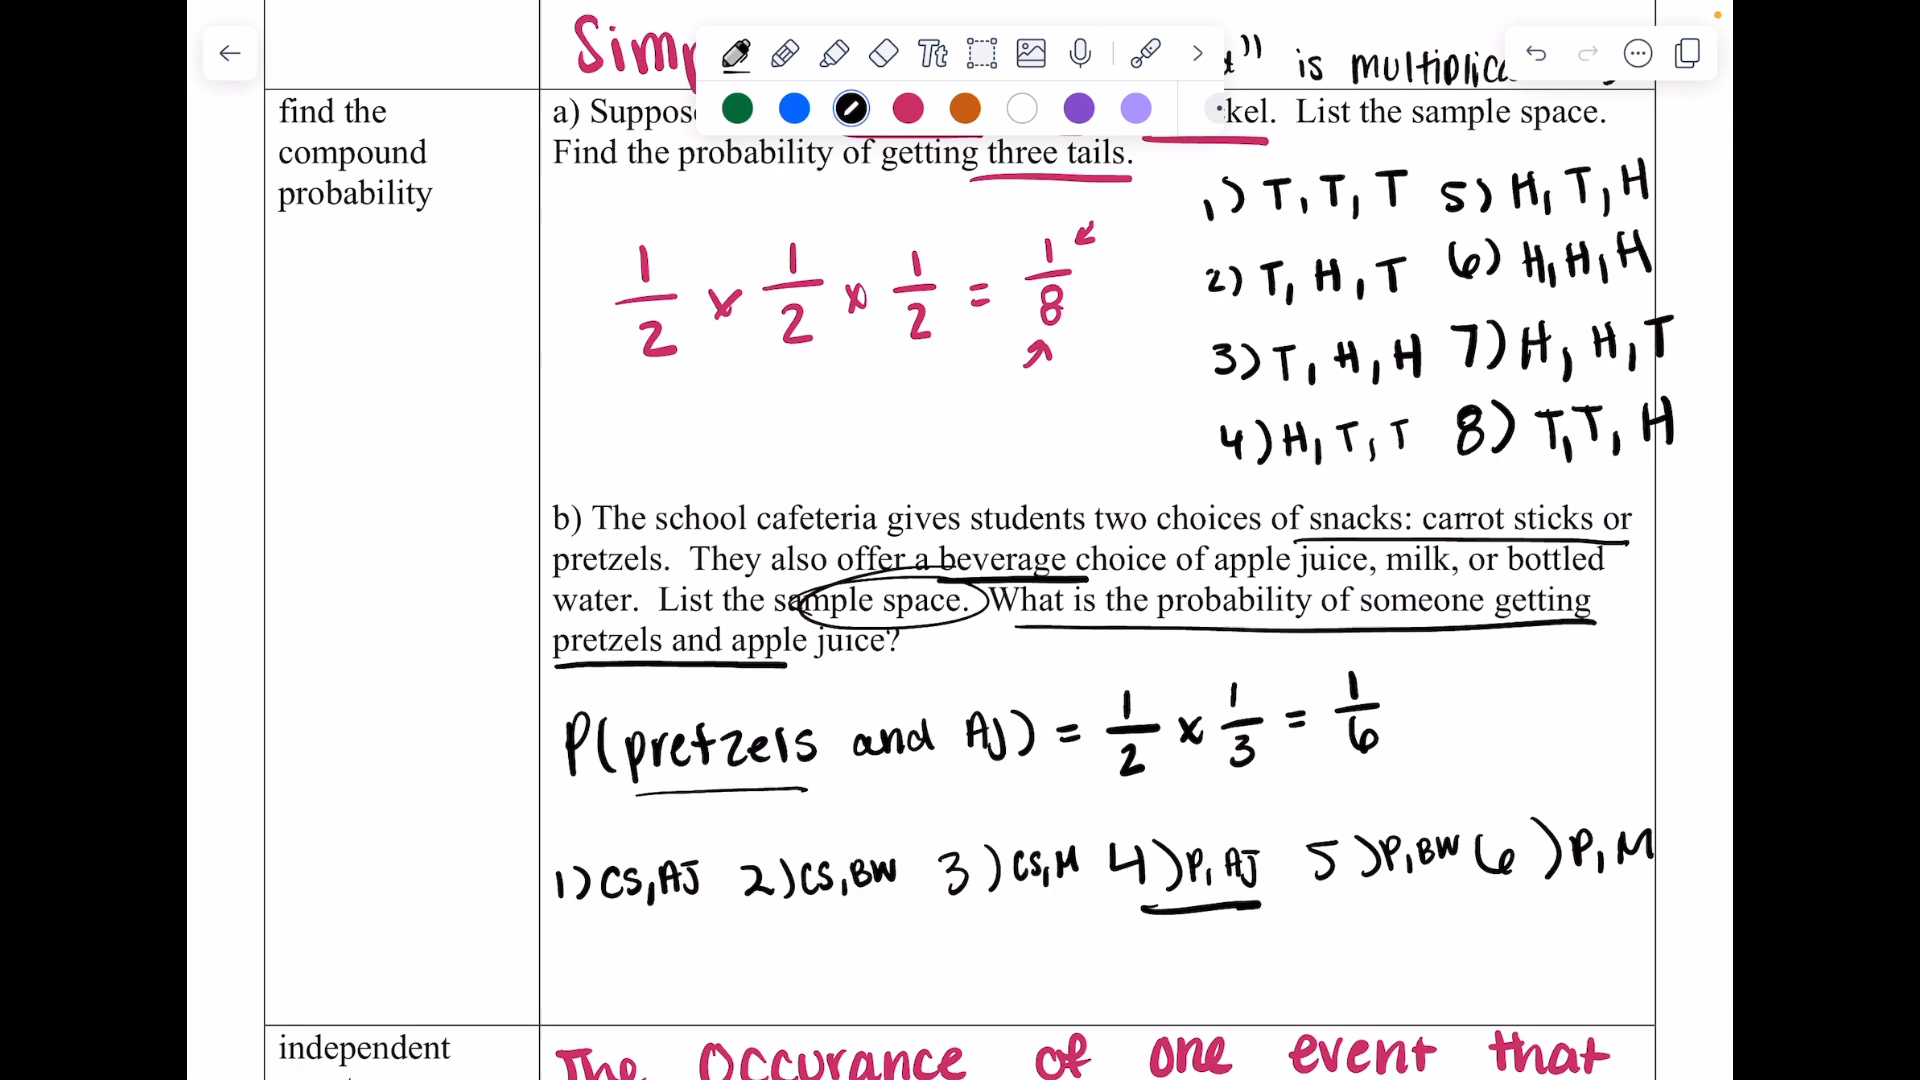 Simp
" is multiplic
find the
compound
probability
a) Suppos kel. List the sample space.
Find the probability of getting three tails.
1) T, T, T 5) H, T, H
2) T, H, T 6) H, H, H
3) T, H, H 7) H, H, T
4) H, T, T 8) T, T, H
1/2 x 1/2 x 1/2 = 1/8
b) The school cafeteria gives students two choices of snacks: carrot sticks or
pretzels. They also offer a beverage choice of apple juice, milk, or bottled
water. List the sample space. What is the probability of someone getting
pretzels and apple juice?
P(pretzels and AJ) = 1/2 x 1/3 = 1/6
1) CS, AJ 2) CS, BW 3) CS, M 4) P, AJ 5) P, BW 6) P, M
independent
The Occurance of one event that